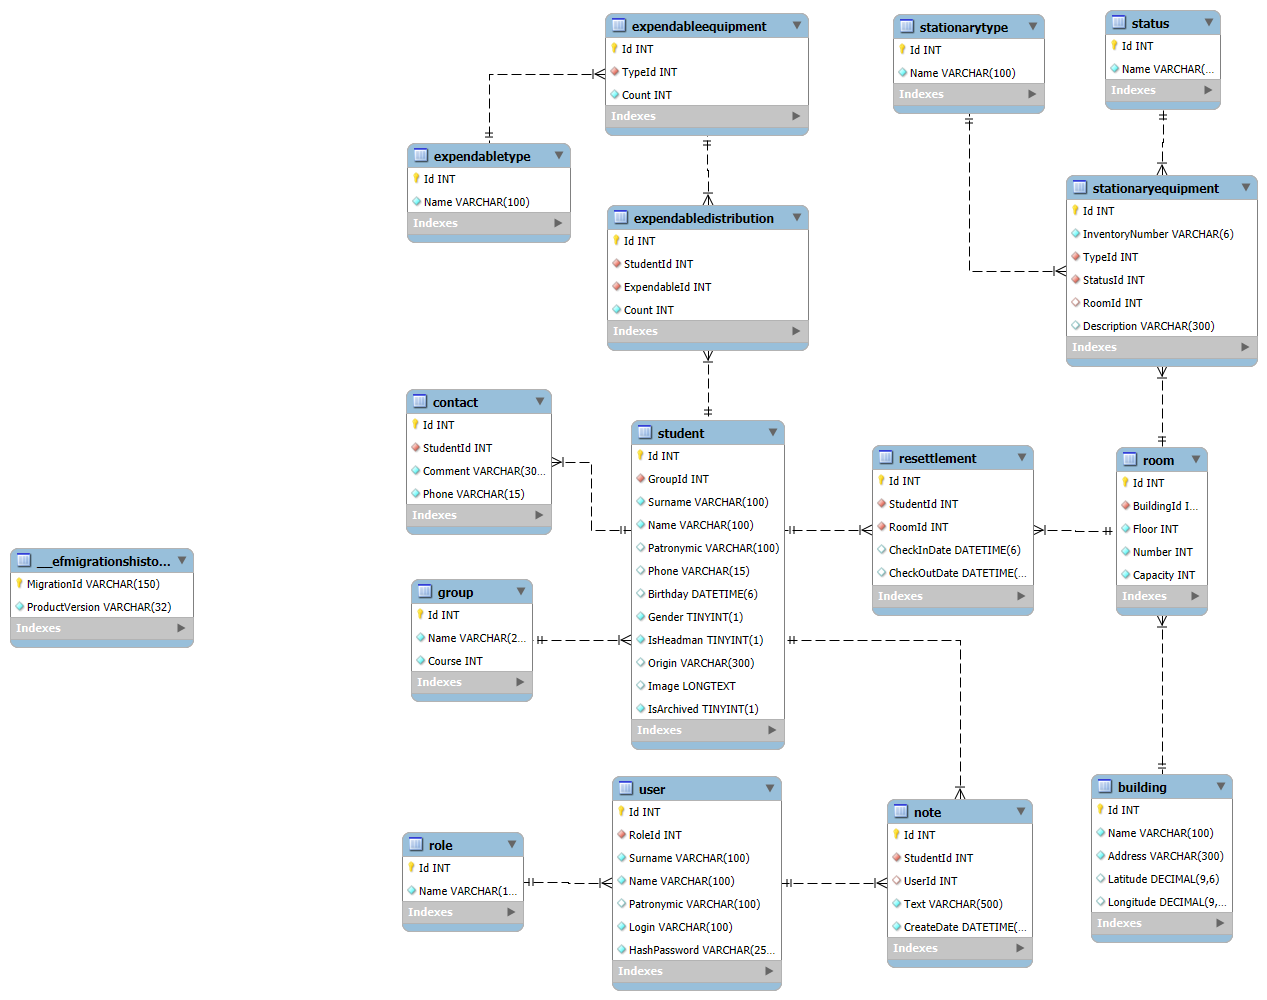 expendableequipment
Id INT
TypeId INT
Count INT
Indexes
stationarytype
Id INT
Name VARCHAR(100)
Indexes
status
Id INT
Name VARCHAR(...
Indexes
expendabletype
Id INT
Name VARCHAR(100)
Indexes
stationaryequipment
Id INT
InventoryNumber VARCHAR(6)
TypeId INT
StatusId INT
RoomId INT
Description VARCHAR(300)
Indexes
expendabledistribution
Id INT
StudentId INT
ExpendableId INT
Count INT
Indexes
contact
Id INT
StudentId INT
Comment VARCHAR(30...
Phone VARCHAR(15)
Indexes
student
Id INT
GroupId INT
Surname VARCHAR(100)
Name VARCHAR(100)
Patronymic VARCHAR(100)
Phone VARCHAR(15)
Birthday DATETIME(6)
Gender TINYINT(1)
IsHeadman TINYINT(1)
Origin VARCHAR(300)
Image LONGTEXT
IsArchived TINYINT(1)
Indexes
resettlement
Id INT
StudentId INT
RoomId INT
CheckInDate DATETIME(6)
CheckOutDate DATETIME(...
Indexes
room
Id INT
BuildingId I...
Floor INT
Number INT
Capacity INT
Indexes
__efmigrationshisto...
MigrationId VARCHAR(150)
ProductVersion VARCHAR(32)
Indexes
group
Id INT
Name VARCHAR(2...
Course INT
Indexes
user
Id INT
RoleId INT
Surname VARCHAR(100)
Name VARCHAR(100)
Patronymic VARCHAR(100)
Login VARCHAR(100)
HashPassword VARCHAR(25...
Indexes
role
Id INT
Name VARCHAR(1...
Indexes
note
Id INT
StudentId INT
UserId INT
Text VARCHAR(500)
CreateDate DATETIME(...
Indexes
building
Id INT
Name VARCHAR(100)
Address VARCHAR(300)
Latitude DECIMAL(9,6)
Longitude DECIMAL(9,...
Indexes